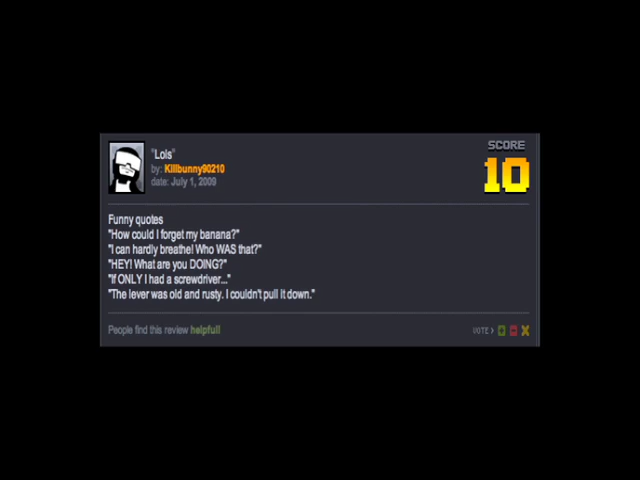 "Lols"
by: Killbunny90210
date: July 1, 2009
SCORE
10
Funny quotes
"How could I forget my banana?"
"I can hardly breathe! Who WAS that?"
"HEY! What are you DOING?"
"If ONLY I had a screwdriver..."
"The lever was old and rusty. I couldn't pull it down."
People find this review helpful!
VOTE